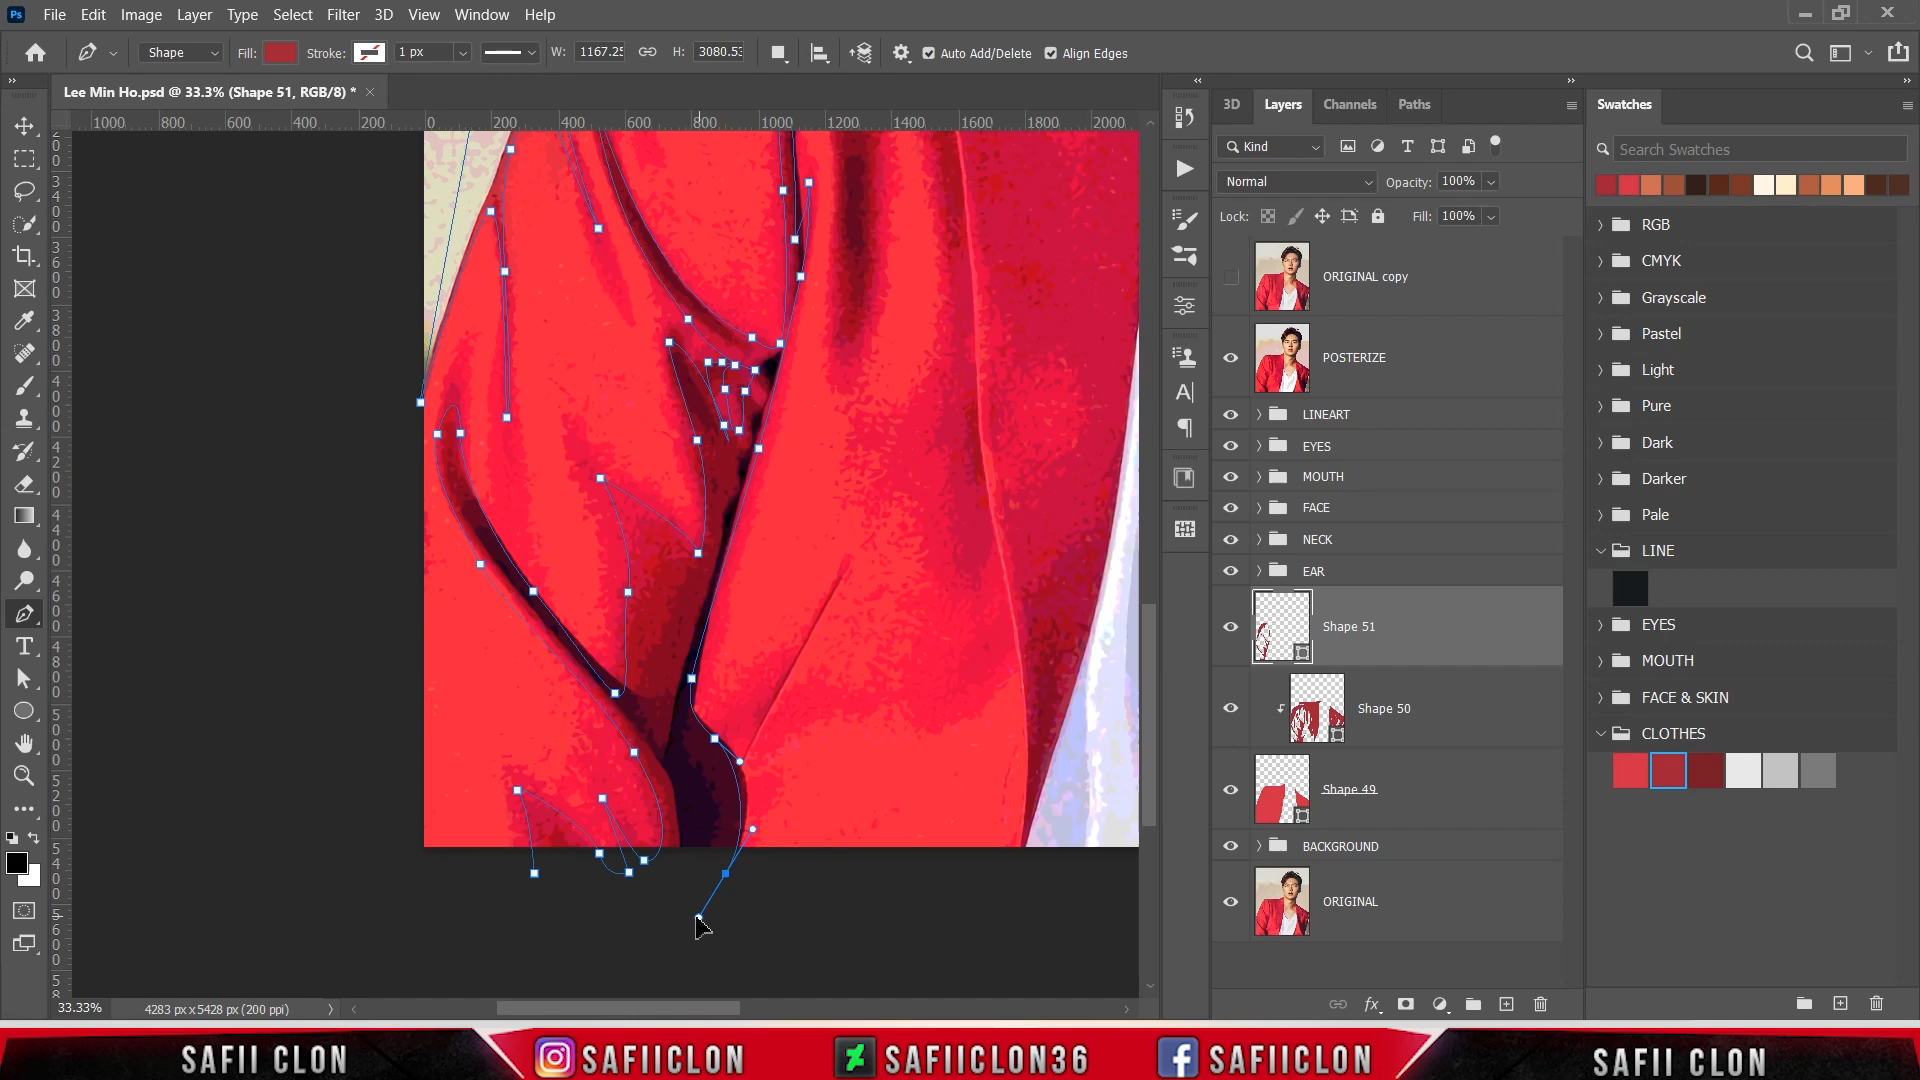 Ps File Edit Image Layer Type Select Filter 3D View Window Help
Shape Fill: Stroke: 1 px W: 1167.25 H: 3080.53 Auto Add/Delete Align Edges
Lee Min Ho.psd @ 33.3% (Shape 51, RGB/8) *
1000 800 600 400 200 0 200 400 600 800 1000 1200 1400 1600 1800 2000
3D Layers Channels Paths
Kind
Normal Opacity: 100%
Lock: Fill: 100%
ORIGINAL copy
POSTERIZE
LINEART
EYES
MOUTH
FACE
NECK
EAR
Shape 51
Shape 50
Shape 49
BACKGROUND
ORIGINAL
Swatches
Search Swatches
RGB
CMYK
Grayscale
Pastel
Light
Pure
Dark
Darker
Pale
LINE
EYES
MOUTH
FACE & SKIN
CLOTHES
33.33% 4283 px x 5428 px (200 ppi)
SAFII CLON SAFIICLON SAFIICLON36 SAFIICLON SAFII CLON